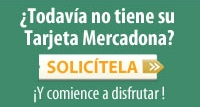 ¿Todavía no tiene su
Tarjeta Mercadona?
SOLICÍTELA
¡Y comience a disfrutar!